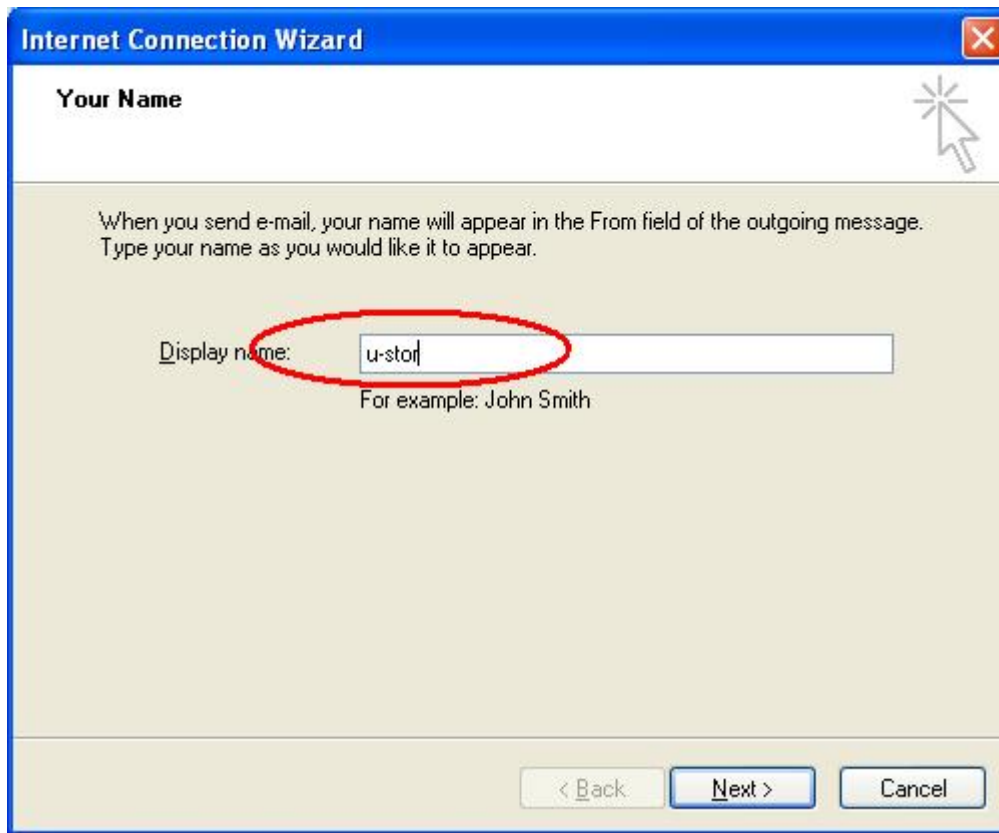 Internet Connection Wizard
Your Name
When you send e-mail, your name will appear in the From field of the outgoing message.
Type your name as you would like it to appear.
Display name: u-stor
For example: John Smith
< Back Next > Cancel